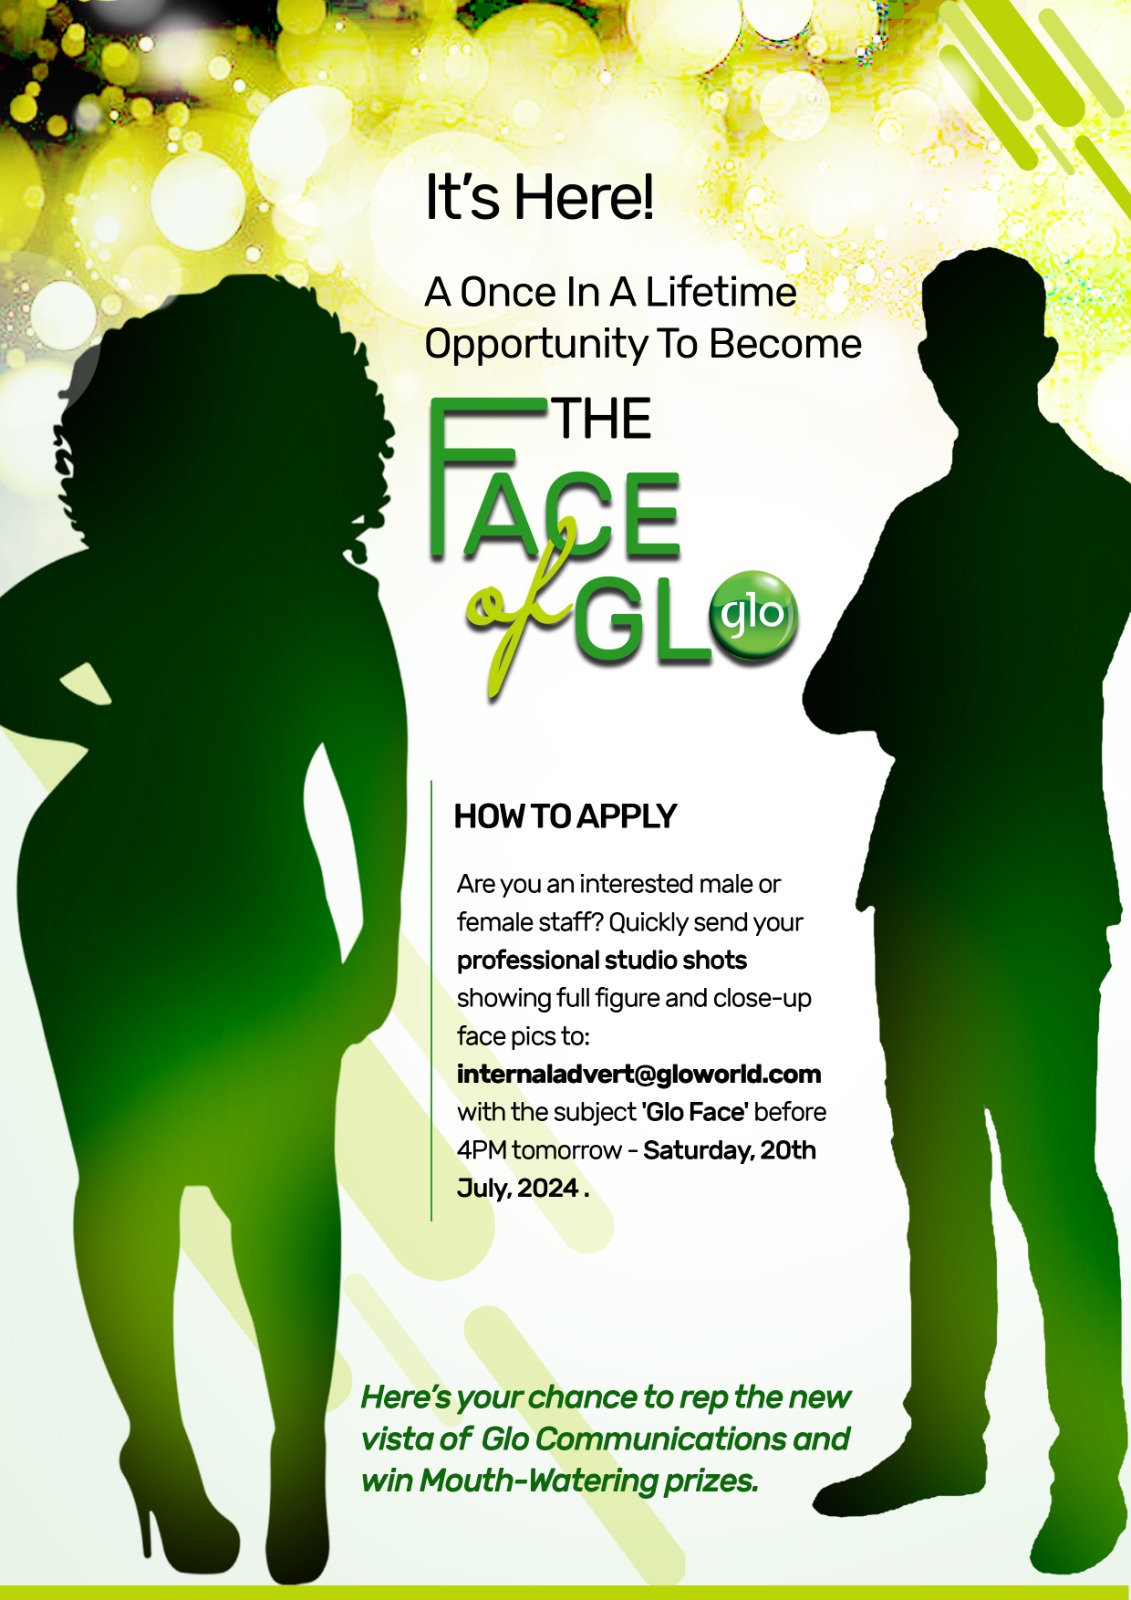 It's Here!
A Once In A Lifetime
Opportunity To Become
THE
FACE
of GLO
glo
HOW TO APPLY
Are you an interested male or
female staff? Quickly send your
professional studio shots
showing full figure and close-up
face pics to:
internaladvert@gloworld.com
with the subject 'Glo Face' before
4PM tomorrow - Saturday, 20th
July, 2024 .
Here's your chance to rep the new
vista of Glo Communications and
win Mouth-Watering prizes.